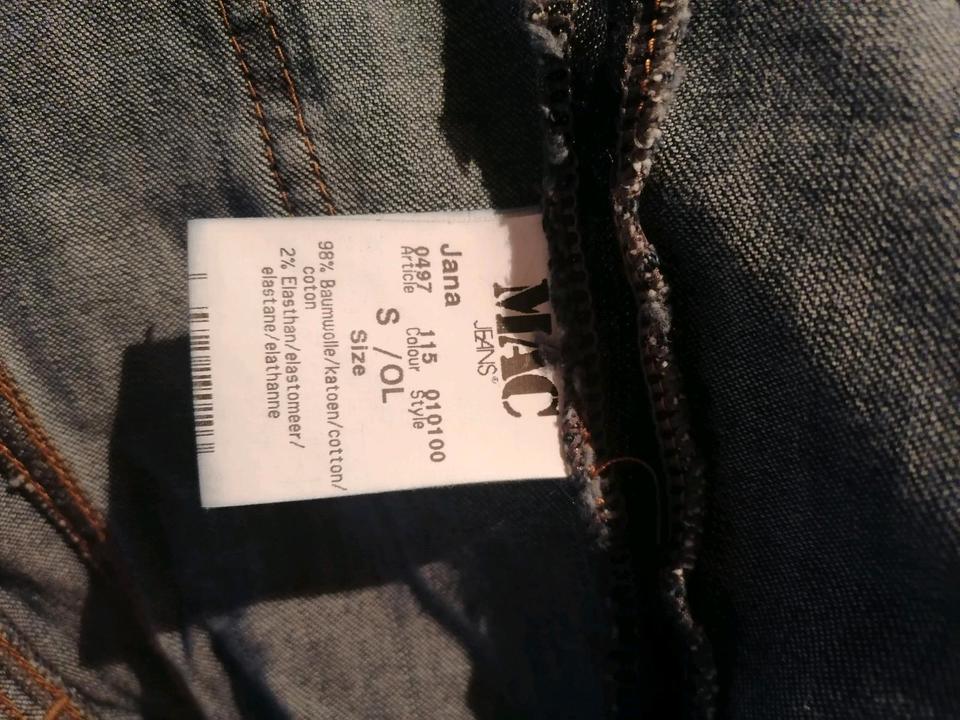 MAC
JEANS®
Jana
0497 115 010100
Article Colour Style
S /OL
Size
98% Baumwolle/katoen/cotton/
coton
2% Elasthan/elastomeer/
elastane/elathanne